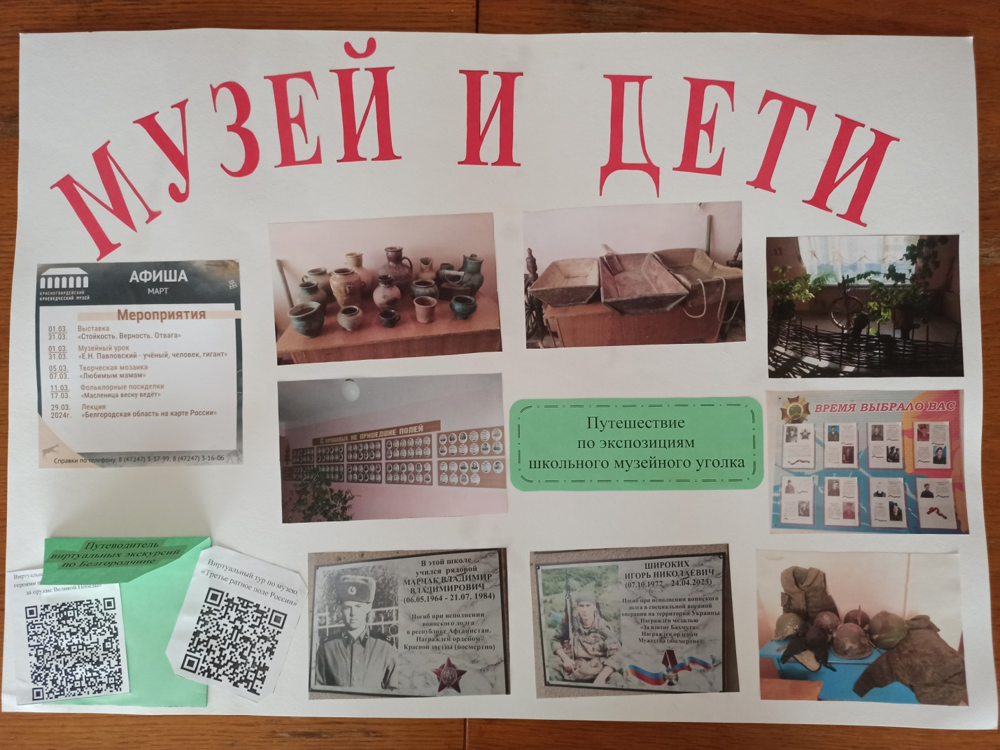 МУЗЕЙ И ДЕТИ
КРАСНОГВАРДЕЙСКИЙ
КРАЕВЕДЧЕСКИЙ МУЗЕЙ
АФИША
МАРТ
Мероприятия
01.03. Выставка
31.03. «Стойкость. Верность. Отвага»
01.03. Музейный урок
31.03. «Е.Н. Павловский - учёный, человек, гигант»
05.03. Творческая мозаика
07.03. «Любимым мамам»
11.03. Фольклорные посиделки
17.03. «Масленица весну ведёт»
29.03. Лекция
2024г. «Белгородская область на карте России»
Справки по телефону: 8 (47247) 3-37-99; 8 (47247) 3-16-06
С КРОВАВЫХ НЕ ПРИШЕДШИЕ ПОЛЕЙ
Путешествие
по экспозициям
школьного музейного уголка
ВРЕМЯ ВЫБРАЛО ВАС
Путеводитель
виртуальных экскурсий
по Белгородчине
Виртуальн
героями п
за оружие Великой Победы»
Виртуальный тур по музею
«Третье ратное поле России»
В этой школе
учился рядовой
МАРЧАК ВЛАДИМИР
ВЛАДИМИРОВИЧ
(06.05.1964 - 21.07. 1984)
Погиб при исполнении
воинского долга
в республике Афганистан.
Награжден орденом
Красной звезды (посмертно)
ШИРОКИХ
ИГОРЬ НИКОЛАЕВИЧ
(07.10.1977 – 24.04.2023)
Погиб при исполнении воинского
долга в специальной военной
операции на территории Украины
Награждён медалью
«За взятие Бахмута»
Награжден орденом
Мужества (посмертно)